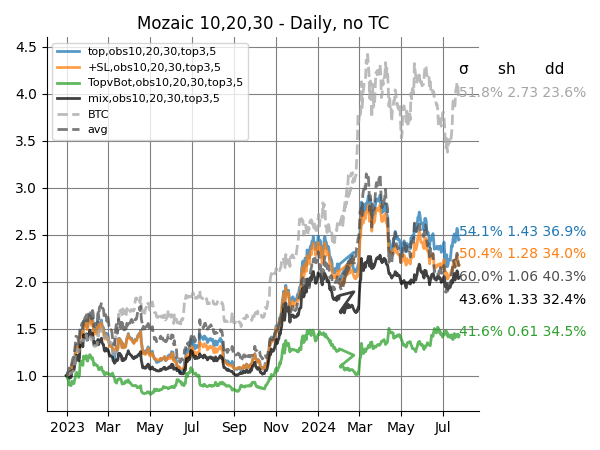 Mozaic 10,20,30 - Daily, no TC
4.5
4.0
3.5
3.0
2.5
2.0
1.5
1.0
top,obs10,20,30,top3,5
+SL,obs10,20,30,top3,5
TopvBot,obs10,20,30,top3,5
mix,obs10,20,30,top3,5
BTC
avg
σ sh dd
51.8% 2.73 23.6%
54.1% 1.43 36.9%
50.4% 1.28 34.0%
60.0% 1.06 40.3%
43.6% 1.33 32.4%
41.6% 0.61 34.5%
2023 Mar May Jul Sep Nov 2024 Mar May Jul